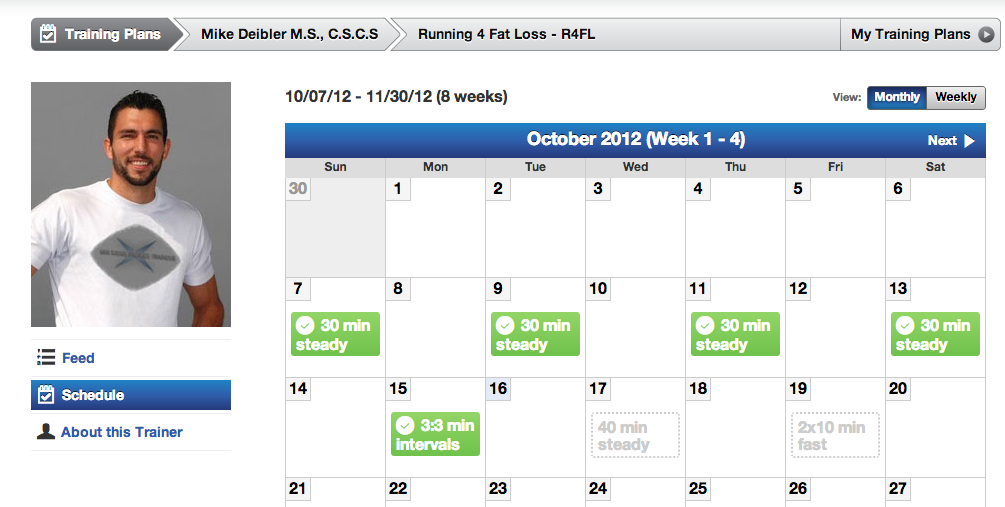 Training Plans
Mike Deibler M.S., C.S.C.S
Running 4 Fat Loss - R4FL
My Training Plans
10/07/12 - 11/30/12 (8 weeks)
View:
Monthly
Weekly
October 2012 (Week 1 - 4)
Next
Sun Mon Tue Wed Thu Fri Sat
30 1 2 3 4 5 6
7 8 9 10 11 12 13
30 min
steady
30 min
steady
30 min
steady
30 min
steady
14 15 16 17 18 19 20
3:3 min
intervals
40 min
steady
2x10 min
fast
21 22 23 24 25 26 27
Feed
Schedule
About this Trainer